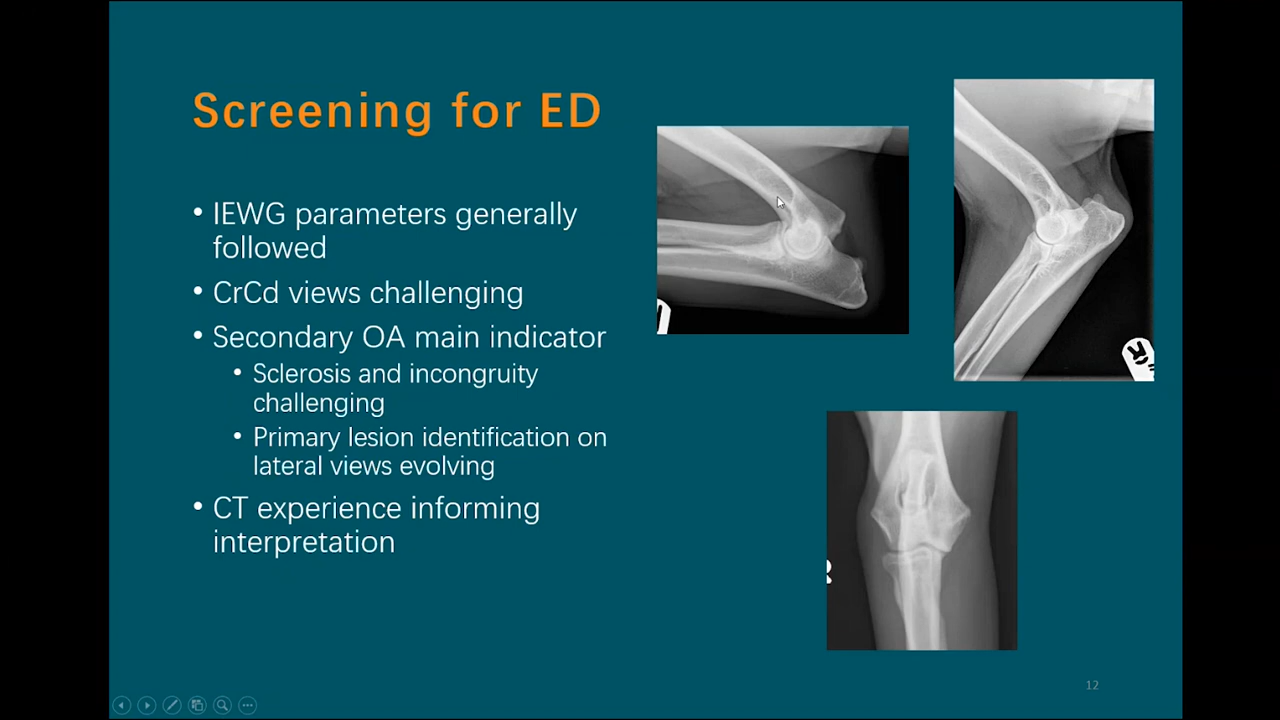 Screening for ED
• IEWG parameters generally
followed
• CrCd views challenging
• Secondary OA main indicator
• Sclerosis and incongruity
challenging
• Primary lesion identification on
lateral views evolving
• CT experience informing
interpretation
12